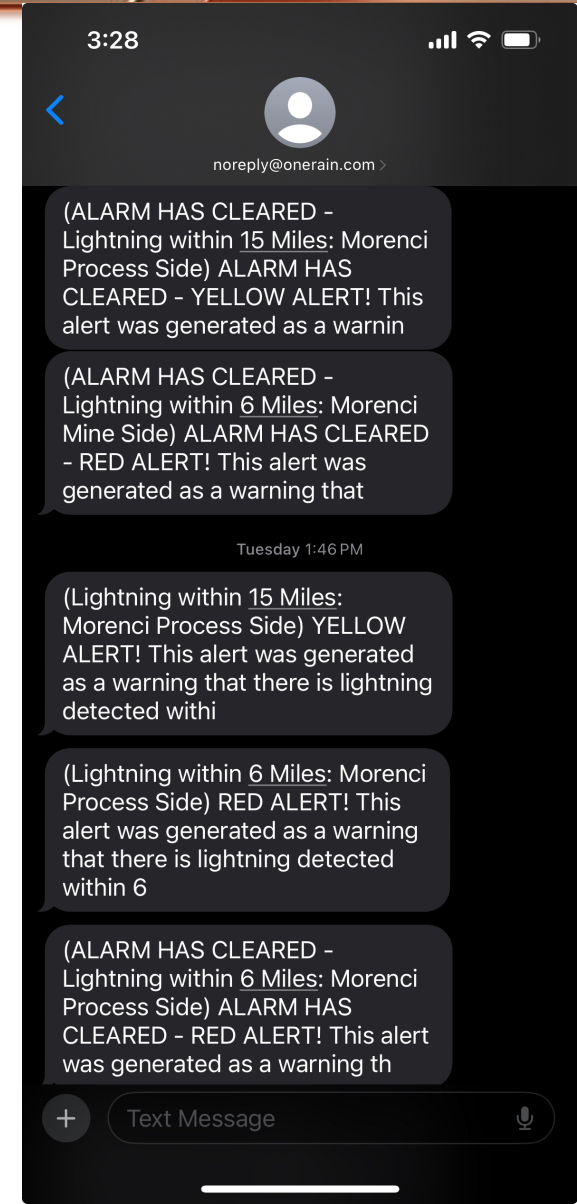 3:28
noreply@onerain.com
(ALARM HAS CLEARED -
Lightning within 15 Miles: Morenci
Process Side) ALARM HAS
CLEARED - YELLOW ALERT! This
alert was generated as a warnin
(ALARM HAS CLEARED -
Lightning within 6 Miles: Morenci
Mine Side) ALARM HAS CLEARED
- RED ALERT! This alert was
generated as a warning that
Tuesday 1:46 PM
(Lightning within 15 Miles:
Morenci Process Side) YELLOW
ALERT! This alert was generated
as a warning that there is lightning
detected withi
(Lightning within 6 Miles: Morenci
Process Side) RED ALERT! This
alert was generated as a warning
that there is lightning detected
within 6
(ALARM HAS CLEARED -
Lightning within 6 Miles: Morenci
Process Side) ALARM HAS
CLEARED - RED ALERT! This alert
was generated as a warning th
Text Message